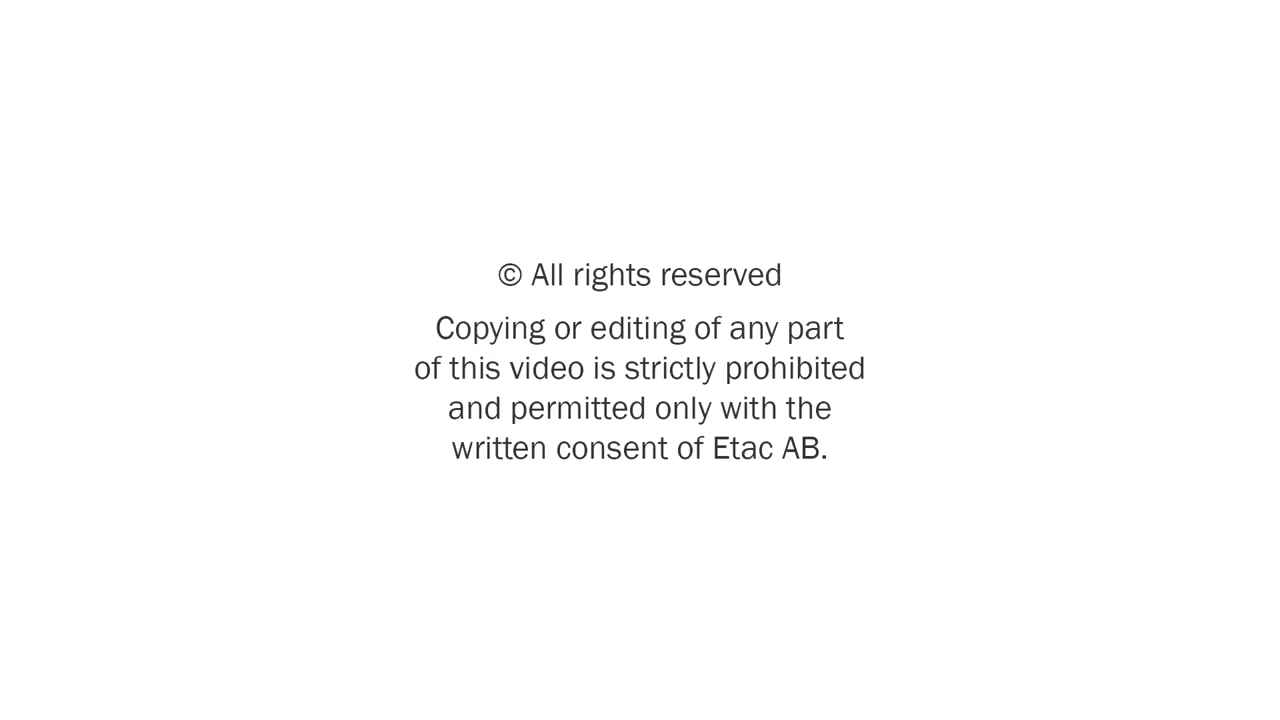 © All rights reserved
Copying or editing of any part
of this video is strictly prohibited
and permitted only with the
written consent of Etac AB.